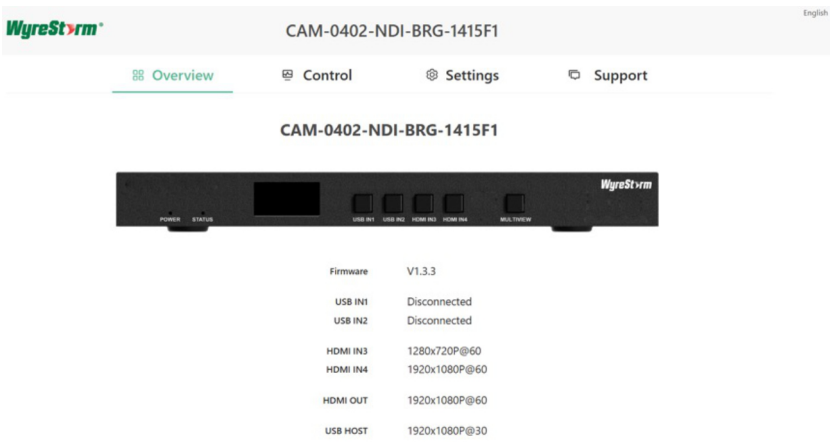 English
WyreStorm®
CAM-0402-NDI-BRG-1415F1
Overview Control Settings Support
CAM-0402-NDI-BRG-1415F1
WyreStorm
POWER STATUS USB IN1 USB IN2 HDMI IN3 HDMI IN4 MULTIVIEW
Firmware V1.3.3
USB IN1 Disconnected
USB IN2 Disconnected
HDMI IN3 1280x720P@60
HDMI IN4 1920x1080P@60
HDMI OUT 1920x1080P@60
USB HOST 1920x1080P@30